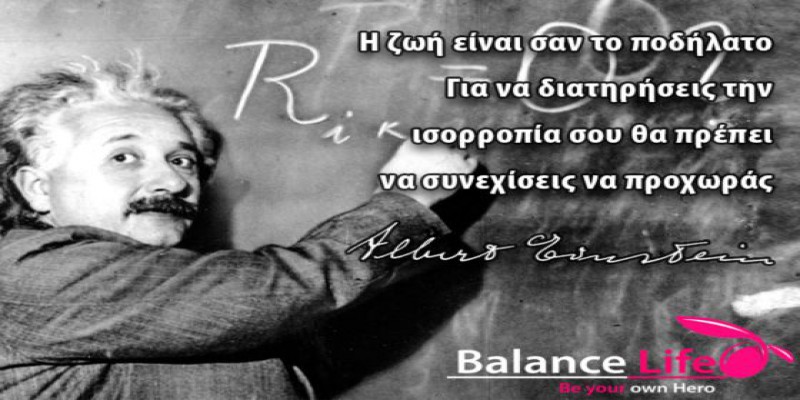 Η ζωή είναι σαν το ποδήλατο
Για να διατηρήσεις την
ισορροπία σου θα πρέπει
να συνεχίσεις να προχωράς
Albert Einstein
Balance Life
Be your own Hero